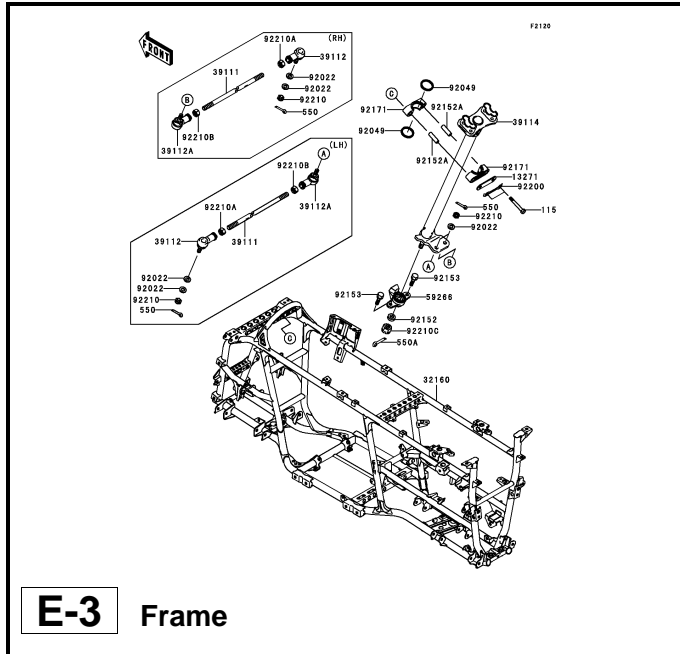 F2120
FRONT
(RH)
92210A
39112
39111
92022
92022
92210
550
B
92210B
39112A
(LH)
A
92210B
92210A
39112A
39112
39111
92022
92022
92210
550
C
92049
92171
92152A
39114
92049
92152A
92171
13271
92200
550
92210
115
92022
A
B
92153
92153
59266
92152
92210C
550A
C
32160
E-3 Frame